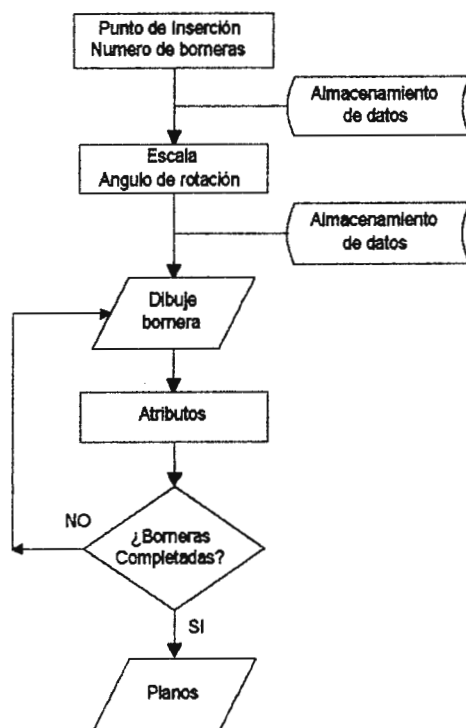 Punto de Inserción
Numero de borneras
Almacenamiento
de datos
Escala
Angulo de rotación
Almacenamiento
de datos
Dibuje
bornera
Atributos
NO
¿Borneras
Completadas?
SI
Planos